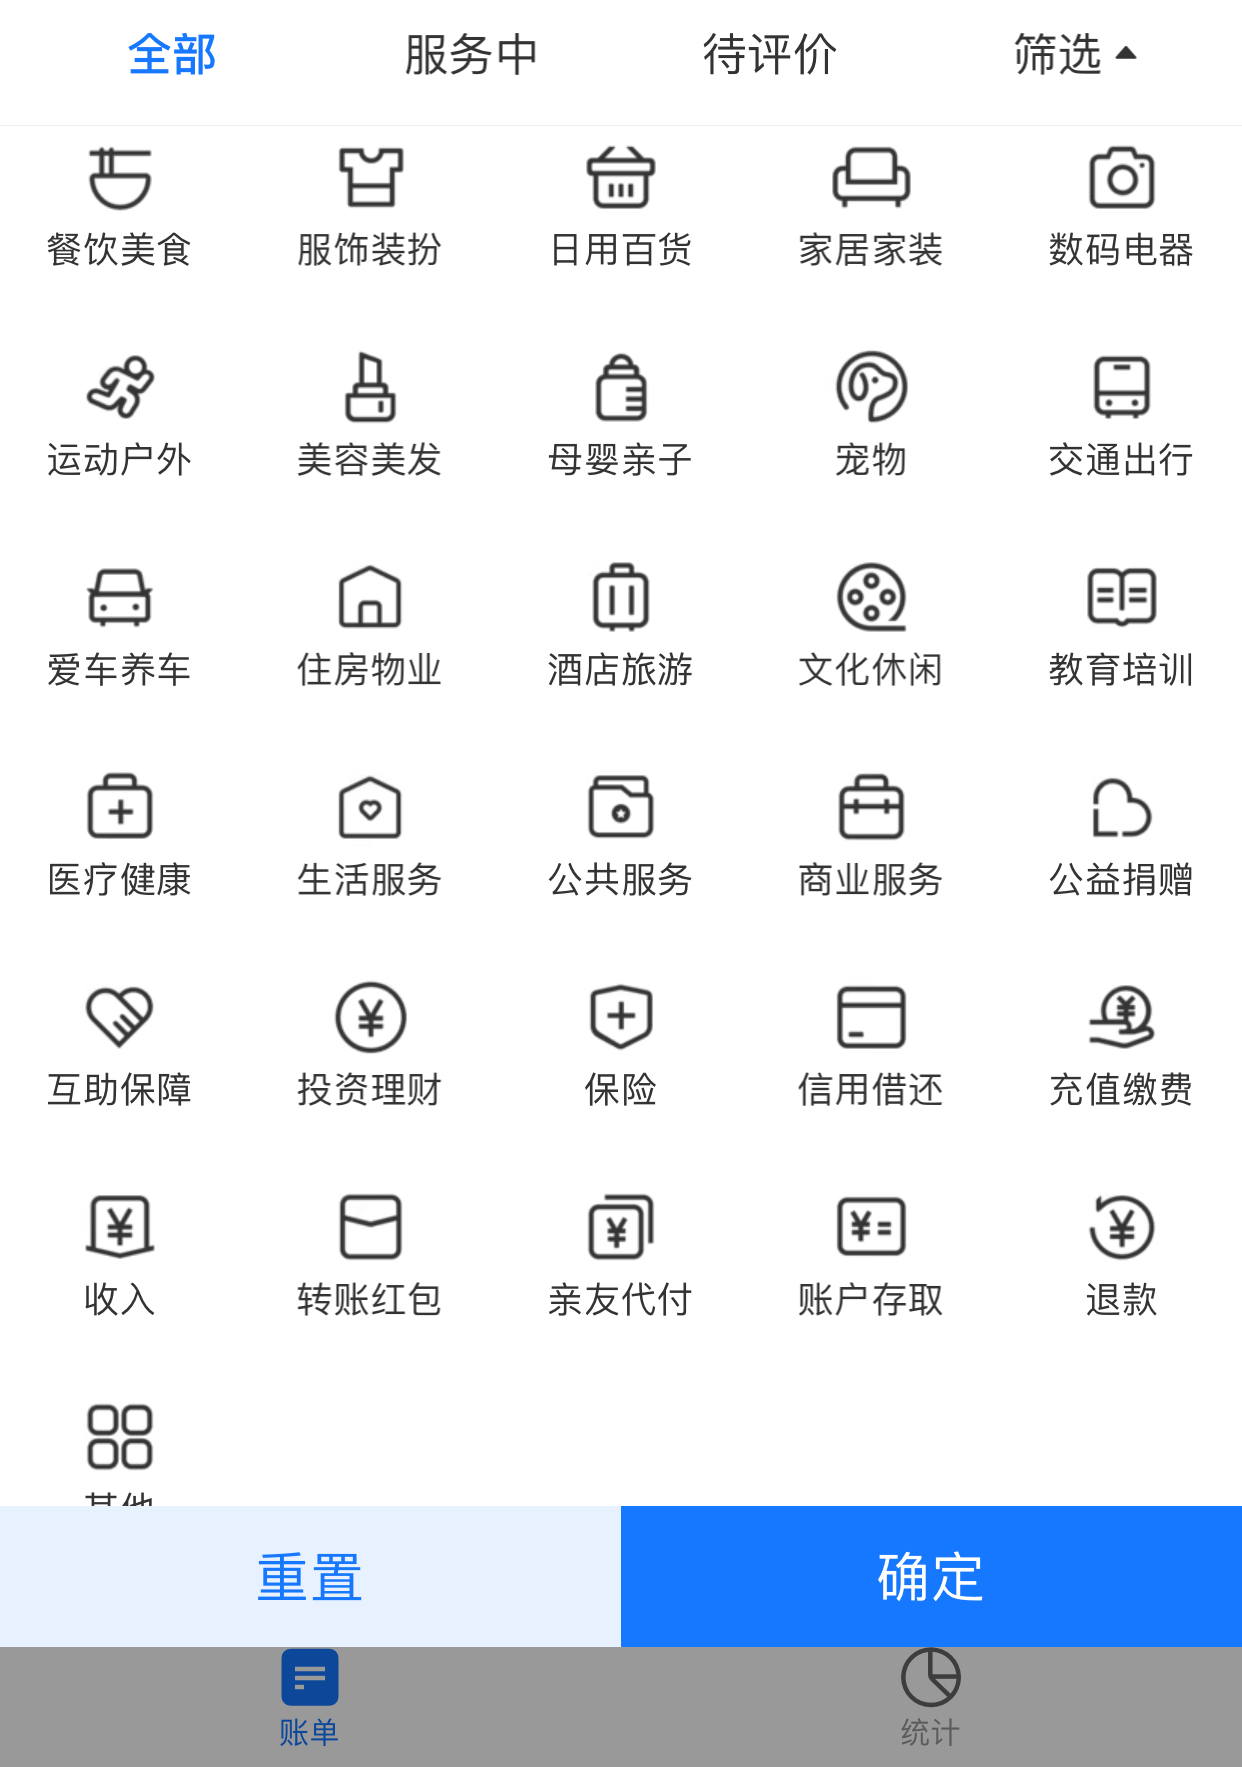 全部 服务中 待评价 筛选
餐饮美食 服饰装扮 日用百货 家居家装 数码电器
运动户外 美容美发 母婴亲子 宠物 交通出行
爱车养车 住房物业 酒店旅游 文化休闲 教育培训
医疗健康 生活服务 公共服务 商业服务 公益捐赠
互助保障 投资理财 保险 信用借还 充值缴费
收入 转账红包 亲友代付 账户存取 退款
其他
重置 确定
账单 统计